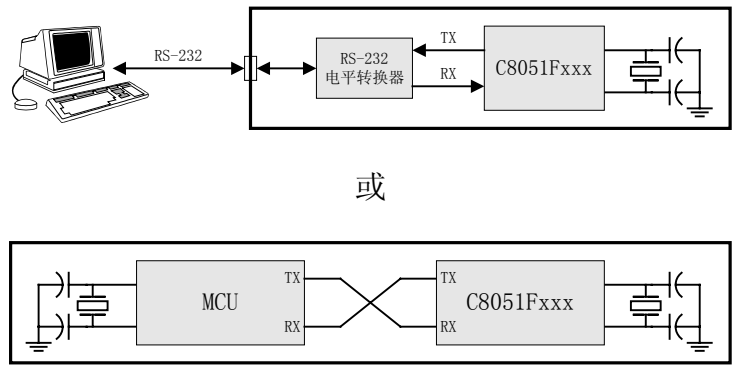 RS-232
RS-232
电平转换器
TX
RX
C8051Fxxx
或
MCU
TX
RX
TX
RX
C8051Fxxx